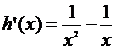 h'(x) = 1/x² − 1/x